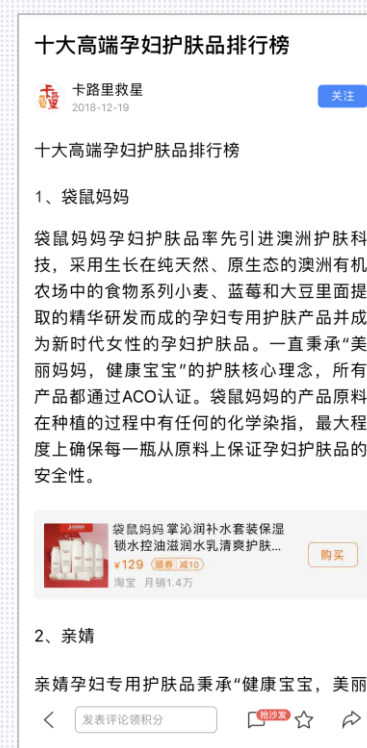 十大高端孕妇护肤品排行榜
卡路里救星
2018-12-19
关注
十大高端孕妇护肤品排行榜
1、袋鼠妈妈
袋鼠妈妈孕妇护肤品率先引进澳洲护肤科
技，采用生长在纯天然、原生态的澳洲有机
农场中的食物系列小麦、蓝莓和大豆里面提
取的精华研发而成的孕妇专用护肤产品并成
为新时代女性的孕妇护肤品。一直秉承“美
丽妈妈，健康宝宝”的护肤核心理念，所有
产品都通过ACO认证。袋鼠妈妈的产品原料
在种植的过程中有任何的化学染指，最大程
度上确保每一瓶从原料上保证孕妇护肤品的
安全性。
袋鼠妈妈掌沁润补水套装保湿
锁水控油滋润水乳清爽护肤...
¥129 领券 减10
淘宝 月销1.4万
购买
2、亲婧
亲婧孕妇专用护肤品秉承“健康宝宝，美丽
发表评论领积分
抢沙发